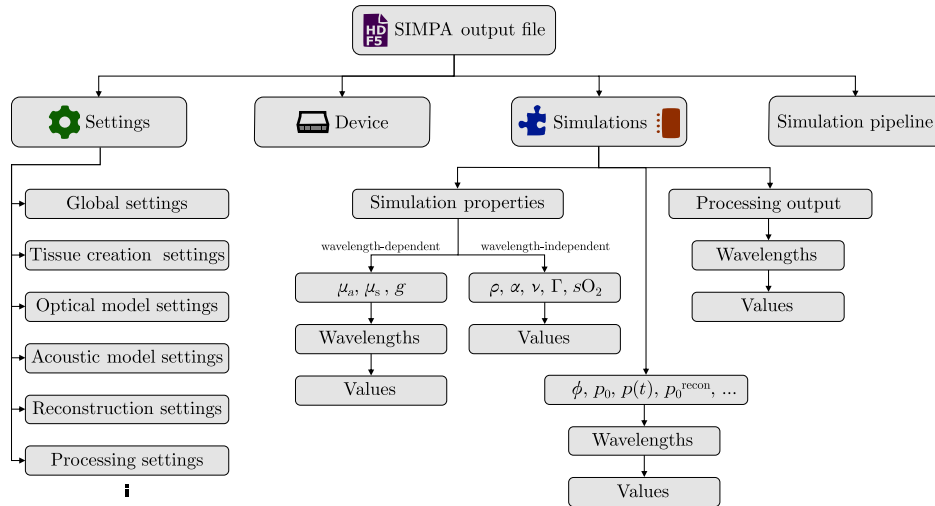 HD
F5
SIMPA output file
Settings
Device
Simulations
Simulation pipeline
Global settings
Tissue creation settings
Optical model settings
Acoustic model settings
Reconstruction settings
Processing settings
Simulation properties
wavelength-dependent
wavelength-independent
μₐ, μₛ, g
Wavelengths
Values
ρ, α, ν, Γ, sO₂
Values
ϕ, p₀, p(t), p₀ʳᵉᶜᵒⁿ, ...
Wavelengths
Values
Processing output
Wavelengths
Values